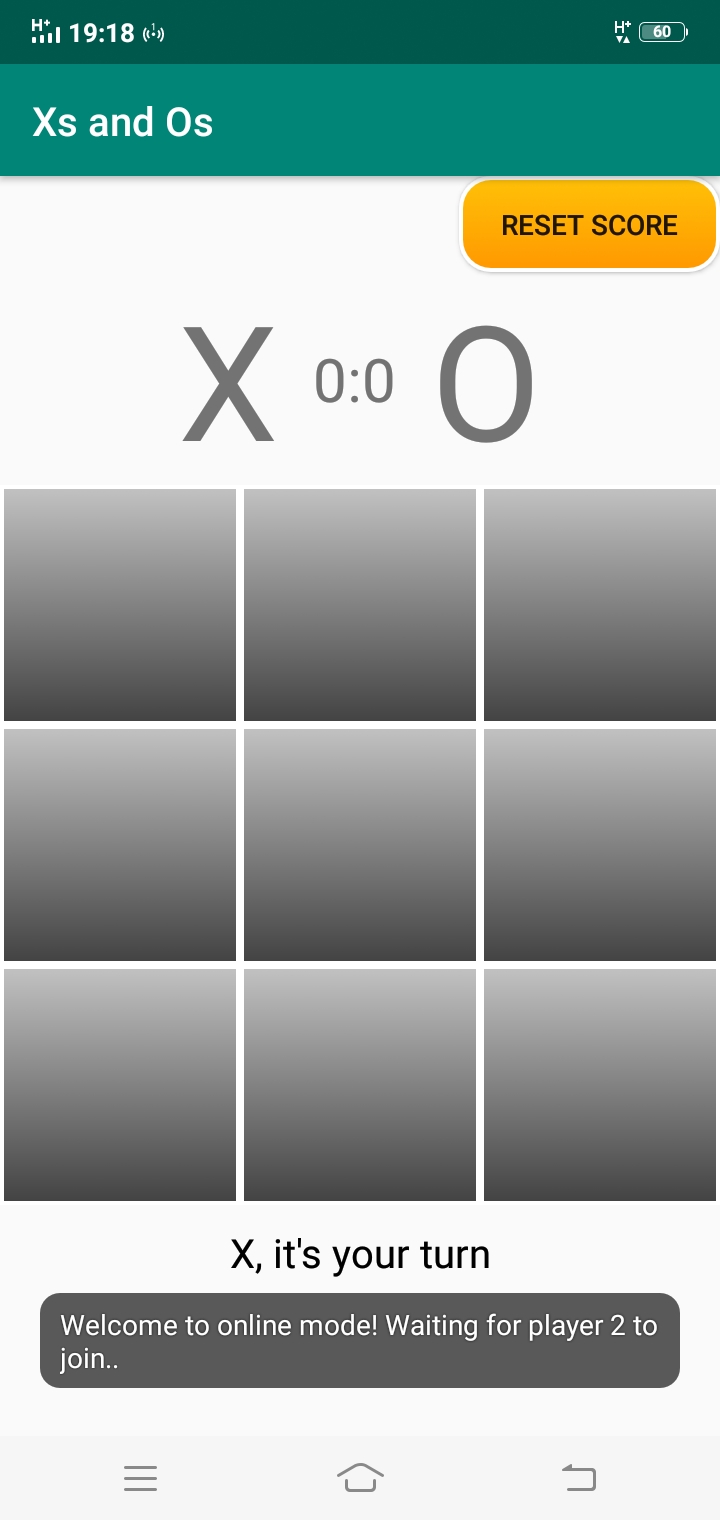 H+ 19:18 1 H+ 60
Xs and Os
RESET SCORE
X 0:0 O
X, it's your turn
Welcome to online mode! Waiting for player 2 to
join..